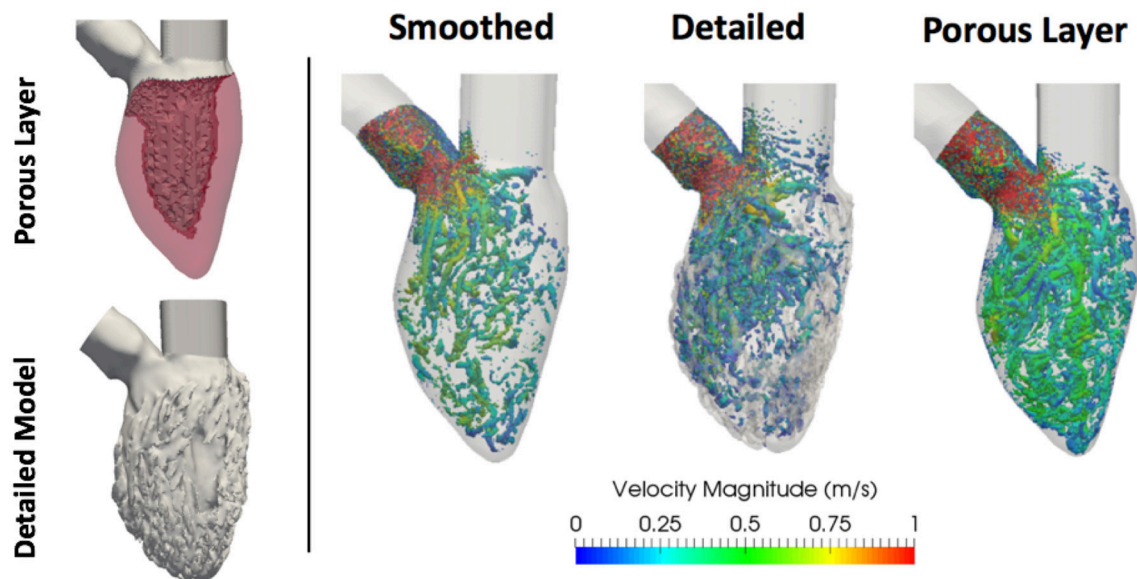 Porous Layer
Detailed Model
Smoothed
Detailed
Porous Layer
Velocity Magnitude (m/s)
0 0.25 0.5 0.75 1